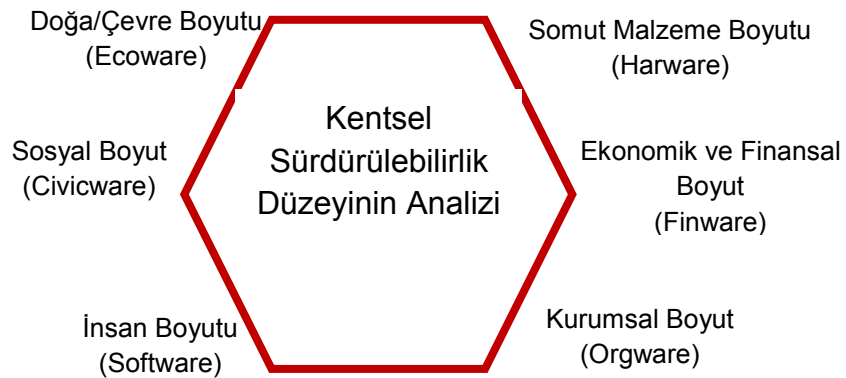 Doğa/Çevre Boyutu
(Ecoware)
Somut Malzeme Boyutu
(Harware)
Kentsel
Sürdürülebilirlik
Düzeyinin Analizi
Sosyal Boyut
(Civicware)
Ekonomik ve Finansal
Boyut
(Finware)
İnsan Boyutu
(Software)
Kurumsal Boyut
(Orgware)